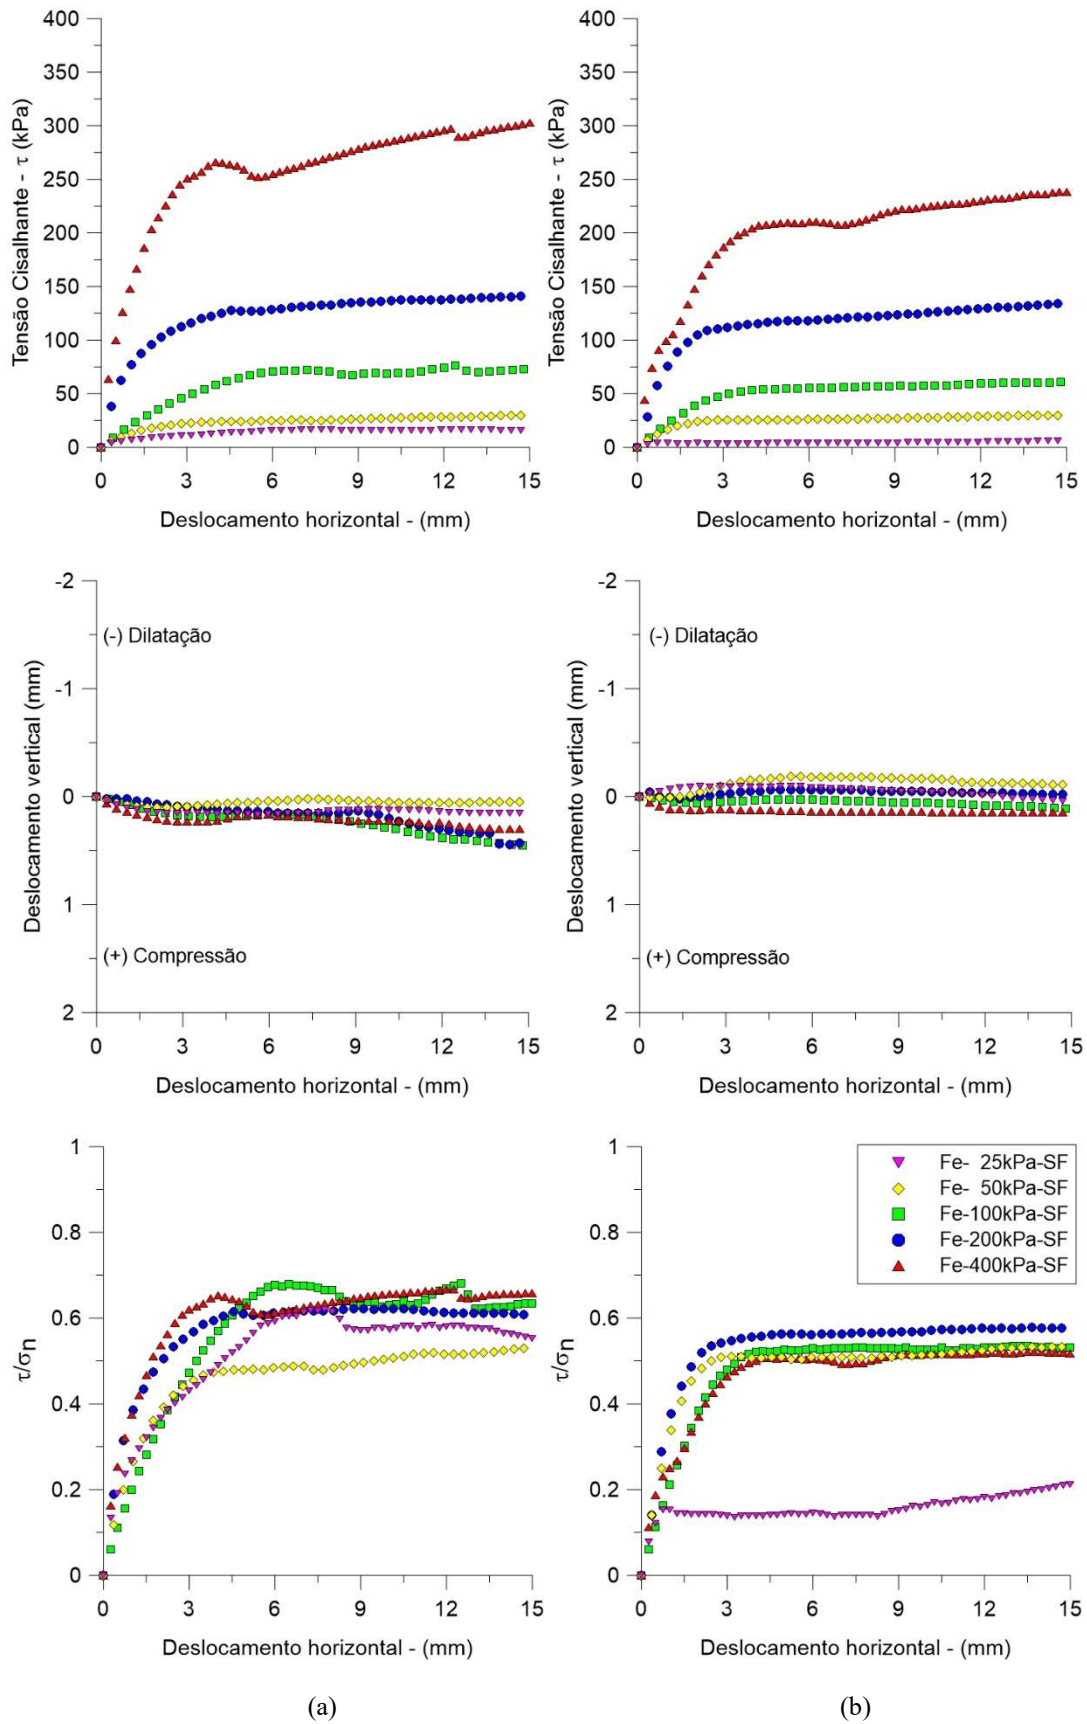 Tensão Cisalhante - τ (kPa)
400
350
300
250
200
150
100
50
0
0 3 6 9 12 15
Deslocamento horizontal - (mm)
Tensão Cisalhante - τ (kPa)
400
350
300
250
200
150
100
50
0
0 3 6 9 12 15
Deslocamento horizontal - (mm)
Deslocamento vertical (mm)
-2
(-) Dilatação
-1
0
1
(+) Compressão
2
0 3 6 9 12 15
Deslocamento horizontal - (mm)
Deslocamento vertical (mm)
-2
(-) Dilatação
-1
0
1
(+) Compressão
2
0 3 6 9 12 15
Deslocamento horizontal - (mm)
τ/σn
1
0.8
0.6
0.4
0.2
0
0 3 6 9 12 15
Deslocamento horizontal - (mm)
τ/σn
1
0.8
0.6
0.4
0.2
0
0 3 6 9 12 15
Deslocamento horizontal - (mm)
Fe- 25kPa-SF
Fe- 50kPa-SF
Fe-100kPa-SF
Fe-200kPa-SF
Fe-400kPa-SF
(a) (b)